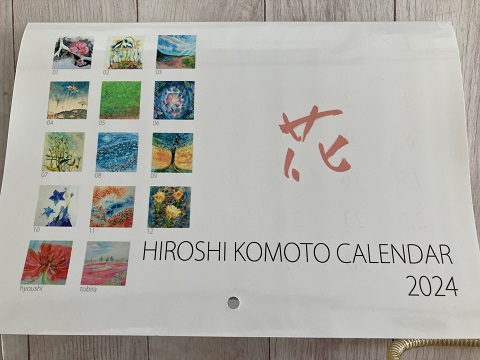 01 02 03
04 05 06
07 08 09
10 11 12
hyoushi tobira
花
HIROSHI KOMOTO CALENDAR
2024